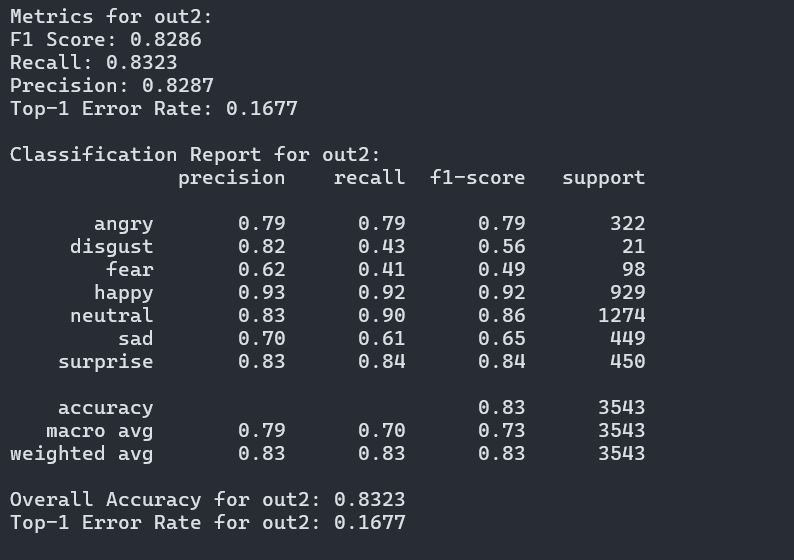 Metrics for out2:
F1 Score: 0.8286
Recall: 0.8323
Precision: 0.8287
Top-1 Error Rate: 0.1677

Classification Report for out2:
              precision    recall  f1-score   support

       angry       0.79      0.79      0.79       322
     disgust       0.82      0.43      0.56        21
        fear       0.62      0.41      0.49        98
       happy       0.93      0.92      0.92       929
     neutral       0.83      0.90      0.86      1274
         sad       0.70      0.61      0.65       449
    surprise       0.83      0.84      0.84       450

    accuracy                           0.83      3543
   macro avg       0.79      0.70      0.73      3543
weighted avg       0.83      0.83      0.83      3543

Overall Accuracy for out2: 0.8323
Top-1 Error Rate for out2: 0.1677